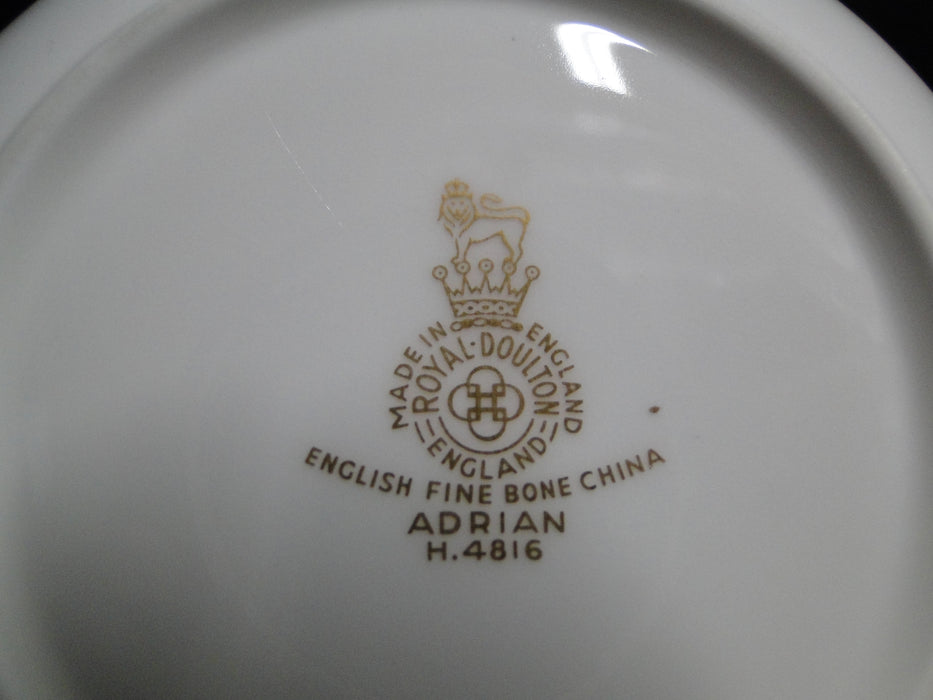 MADE IN ENGLAND
ROYAL·DOULTON
ENGLAND
ENGLISH FINE BONE CHINA
ADRIAN
H.4816